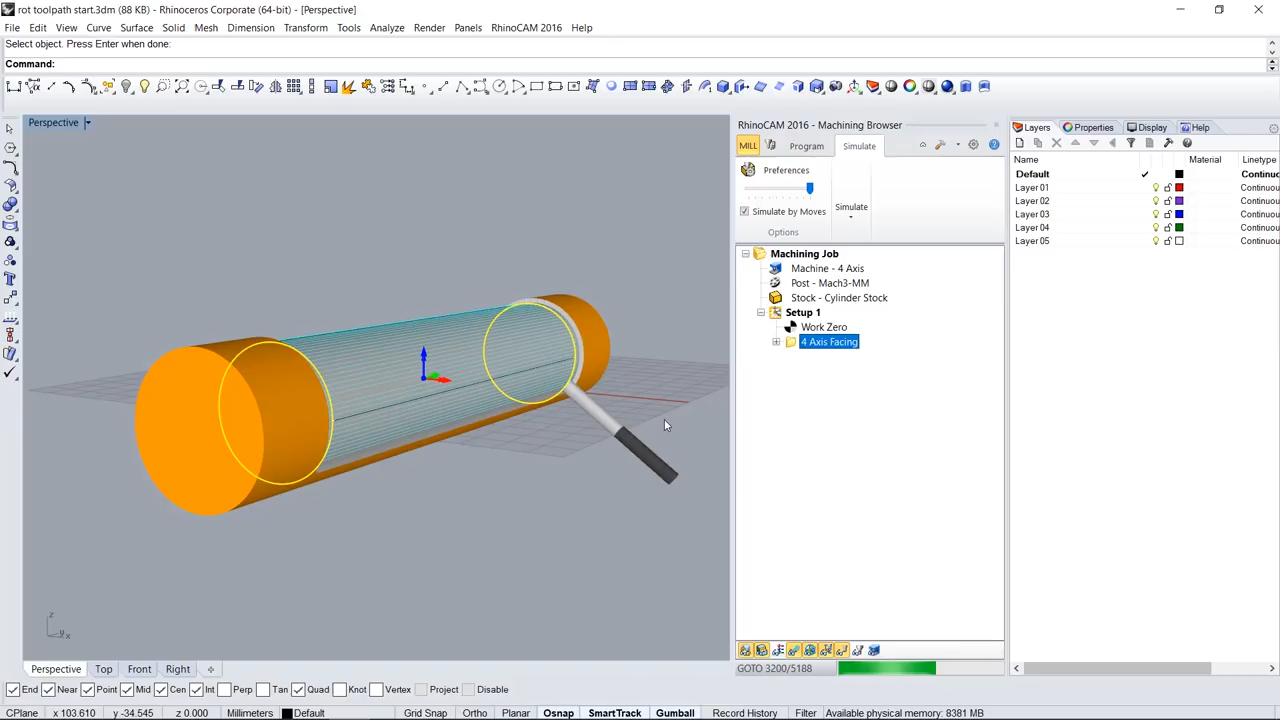 rot toolpath start.3dm (88 KB) - Rhinoceros Corporate (64-bit) - [Perspective]
File Edit View Curve Surface Solid Mesh Dimension Transform Tools Analyze Render Panels RhinoCAM 2016 Help
Select object. Press Enter when done:
Command:
Perspective
RhinoCAM 2016 - Machining Browser
MILL Program Simulate
Preferences
Simulate by Moves
Options
Simulate
Machining Job
Machine - 4 Axis
Post - Mach3-MM
Stock - Cylinder Stock
Setup 1
Work Zero
4 Axis Facing
GOTO 3200/5188
Layers Properties Display Help
Name Material Linetype
Default Continuo
Layer 01 Continuou
Layer 02 Continuou
Layer 03 Continuou
Layer 04 Continuou
Layer 05 Continuou
z
y x
Perspective Top Front Right
End Near Point Mid Cen Int Perp Tan Quad Knot Vertex Project Disable
CPlane x 103.610 y -34.545 z 0.000 Millimeters Default Grid Snap Ortho Planar Osnap SmartTrack Gumball Record History Filter Available physical memory: 8381 MB